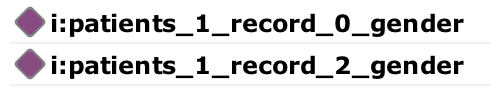 i:patients_1_record_0_gender
i:patients_1_record_2_gender